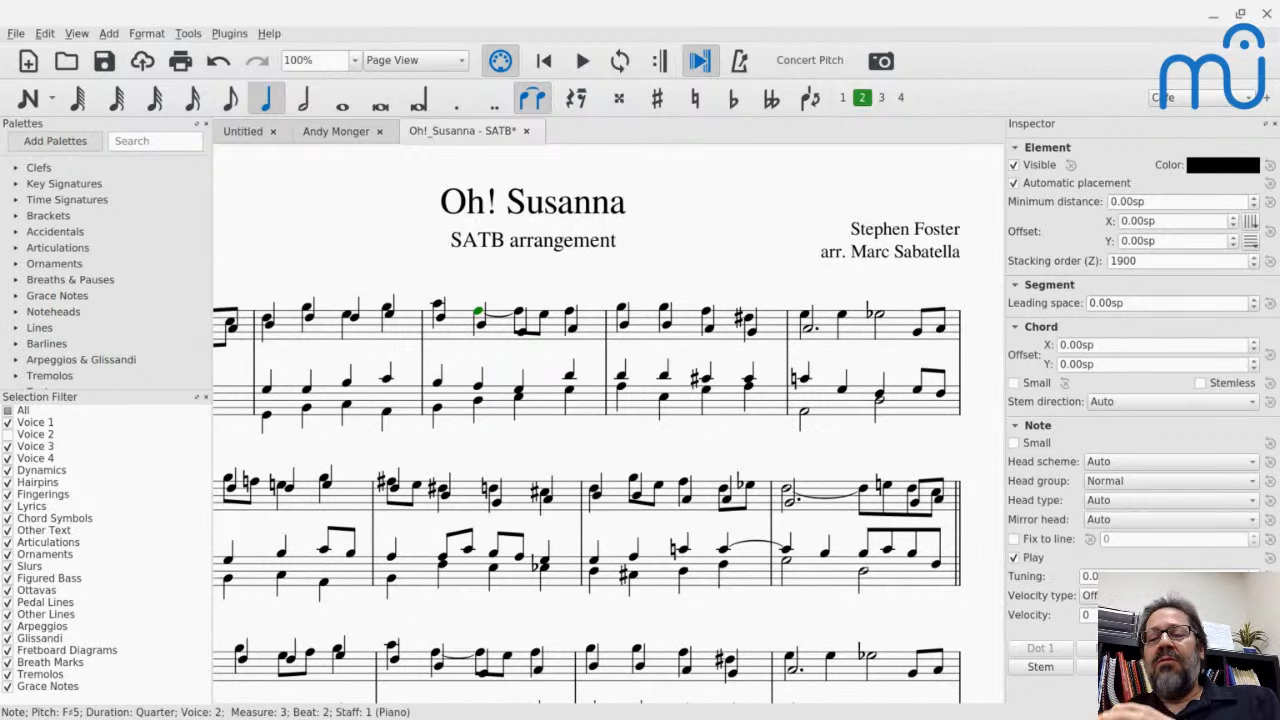 File Edit View Add Format Tools Plugins Help
100% Page View Concert Pitch
1 2 3 4
Palettes
Add Palettes Search
Clefs
Key Signatures
Time Signatures
Brackets
Accidentals
Articulations
Ornaments
Breaths & Pauses
Grace Notes
Noteheads
Lines
Barlines
Arpeggios & Glissandi
Tremolos
Selection Filter
All
Voice 1
Voice 2
Voice 3
Voice 4
Dynamics
Hairpins
Fingerings
Lyrics
Chord Symbols
Other Text
Articulations
Ornaments
Slurs
Figured Bass
Ottavas
Pedal Lines
Other Lines
Arpeggios
Glissandi
Fretboard Diagrams
Breath Marks
Tremolos
Grace Notes
Untitled Andy Monger Oh!_Susanna - SATB*
Oh! Susanna
SATB arrangement
Stephen Foster
arr. Marc Sabatella
Inspector
Element
Visible Color:
Automatic placement
Minimum distance: 0.00sp
Offset: X: 0.00sp
Y: 0.00sp
Stacking order (Z): 1900
Segment
Leading space: 0.00sp
Chord
Offset: X: 0.00sp
Y: 0.00sp
Small Stemless
Stem direction: Auto
Note
Small
Head scheme: Auto
Head group: Normal
Head type: Auto
Mirror head: Auto
Fix to line: 0
Play
Tuning: 0.0
Velocity type: Off
Velocity: 0
Dot 1
Stem
Note; Pitch: F♯5; Duration: Quarter; Voice: 2; Measure: 3; Beat: 2; Staff: 1 (Piano)